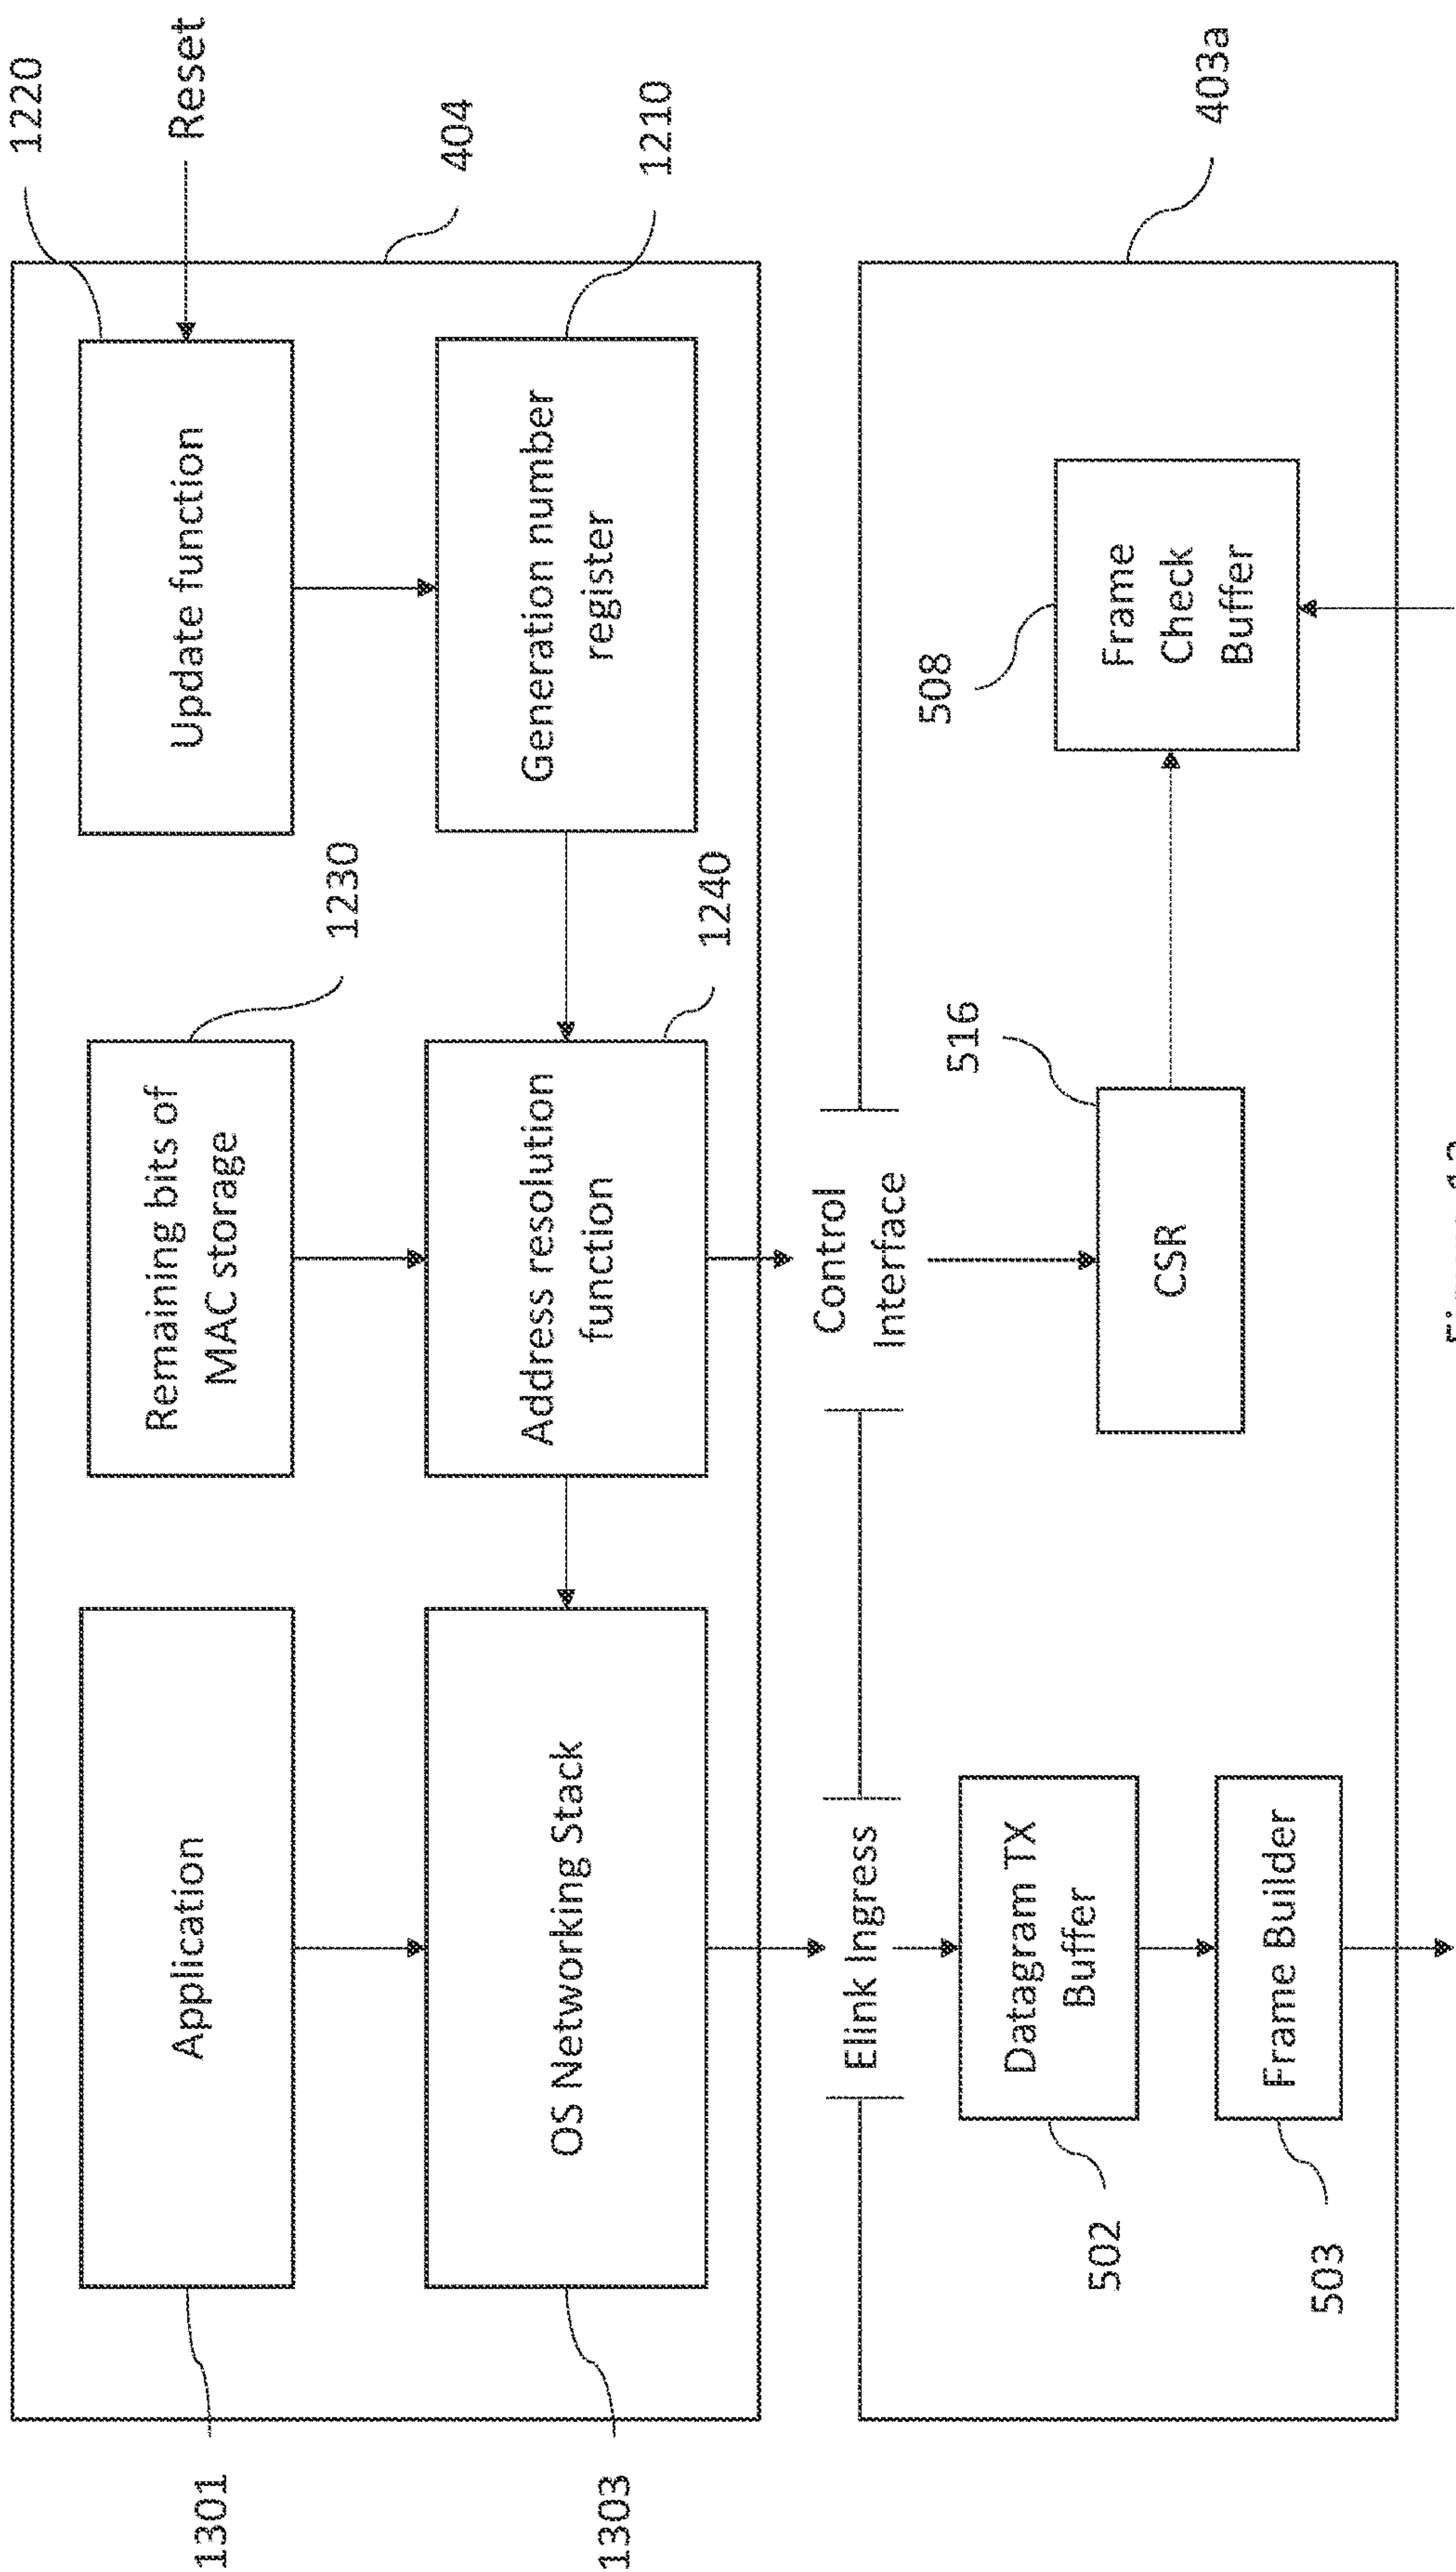 1220
Reset
Application
Remaining bits of
MAC storage
Update function
1301
1230
404
OS Networking Stack
Address resolution
function
Generation number
register
1303
1240
1210
Elink Ingress
Control
Interface
516
508
Datagram TX
Buffer
502
CSR
Frame
Check
Buffer
403a
Frame Builder
503